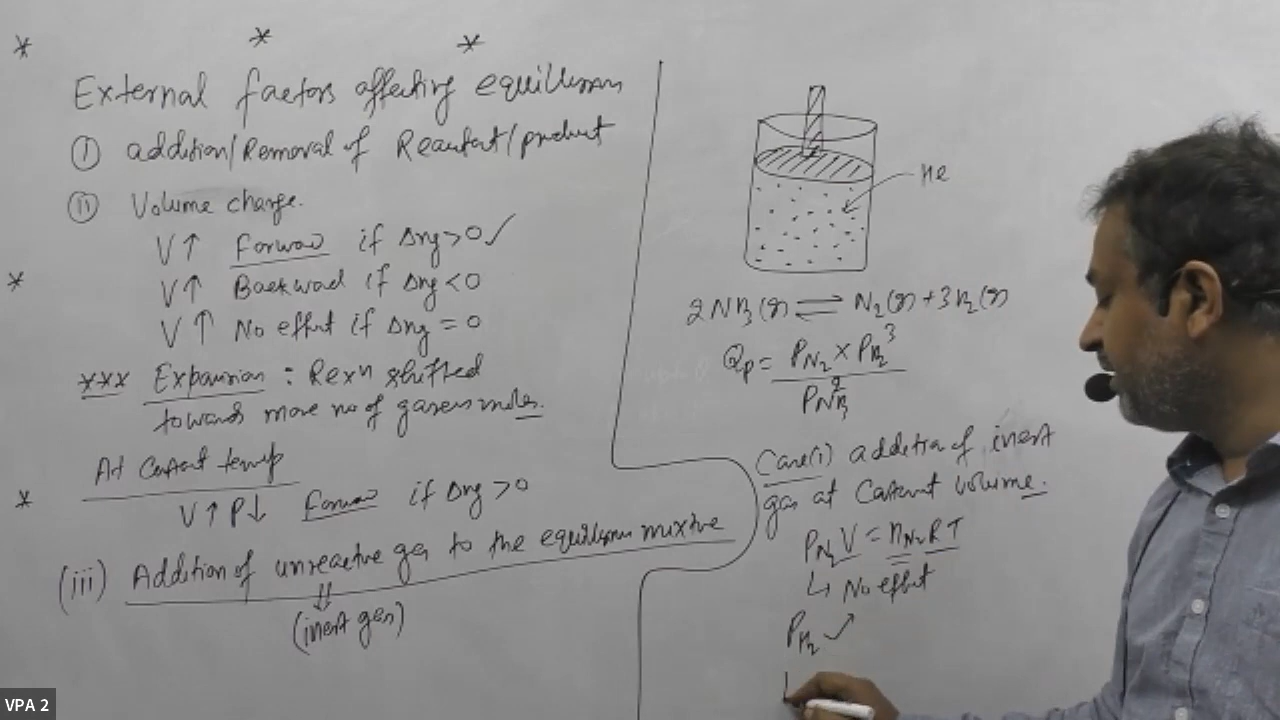 External factors affecting equilibrium
(i) addition/Removal of Reactant/product
(ii) Volume change.
V↑ Forward if Δng>0 ✓
V↑ Backward if Δng<0
V↑ No effect if Δng = 0
*** Expansion : Rexn shifted
towards more no of gaseous moles.
At Constant temp
V↑ P↓ Forward if Δng >0
(iii) Addition of unreactive gas to the equilibrium mixture
⇓
(inert gas)
He
2NH3(g) ⇌ N2(g) + 3H2(g)
Qp = PN2 × PH2^3
PNH3^2
Case(i) addition of inert
gas at Constant volume.
PN2 V = nN2 RT
↳ No effect
PH2 ✓
VPA 2